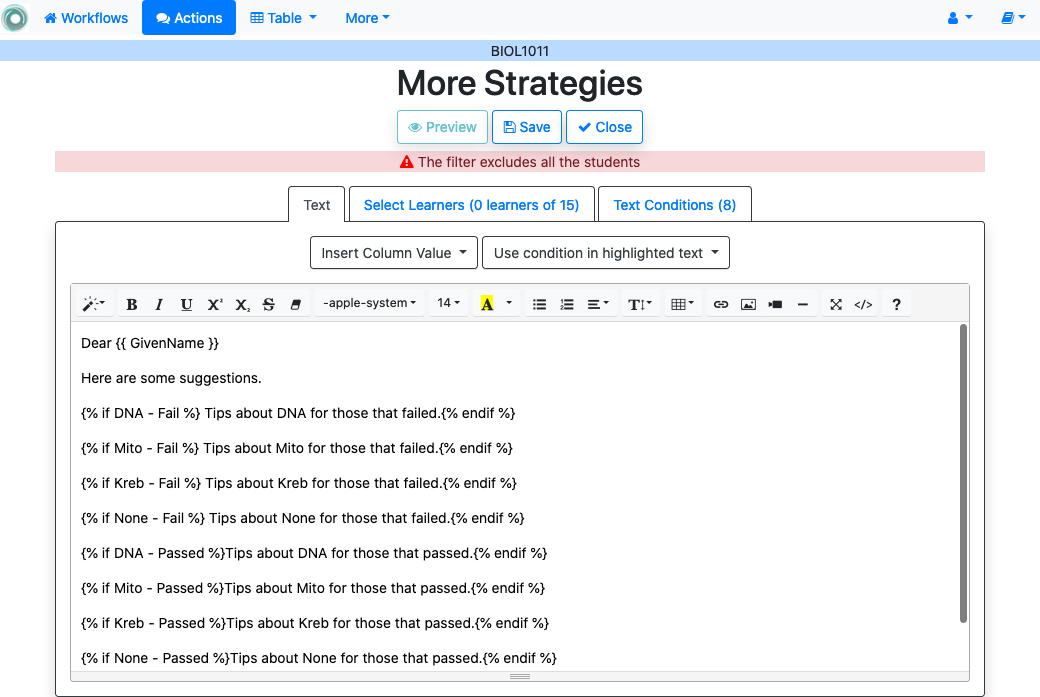 Workflows Actions Table More
BIOL1011
More Strategies
Preview Save Close
The filter excludes all the students
Text Select Learners (0 learners of 15) Text Conditions (8)
Insert Column Value Use condition in highlighted text
B I U X² X₂ S -apple-system 14 A T </> ?
Dear {{ GivenName }}
Here are some suggestions.
{% if DNA - Fail %} Tips about DNA for those that failed.{% endif %}
{% if Mito - Fail %} Tips about Mito for those that failed.{% endif %}
{% if Kreb - Fail %} Tips about Kreb for those that failed.{% endif %}
{% if None - Fail %} Tips about None for those that failed.{% endif %}
{% if DNA - Passed %}Tips about DNA for those that passed.{% endif %}
{% if Mito - Passed %}Tips about Mito for those that passed.{% endif %}
{% if Kreb - Passed %}Tips about Kreb for those that passed.{% endif %}
{% if None - Passed %}Tips about None for those that passed.{% endif %}